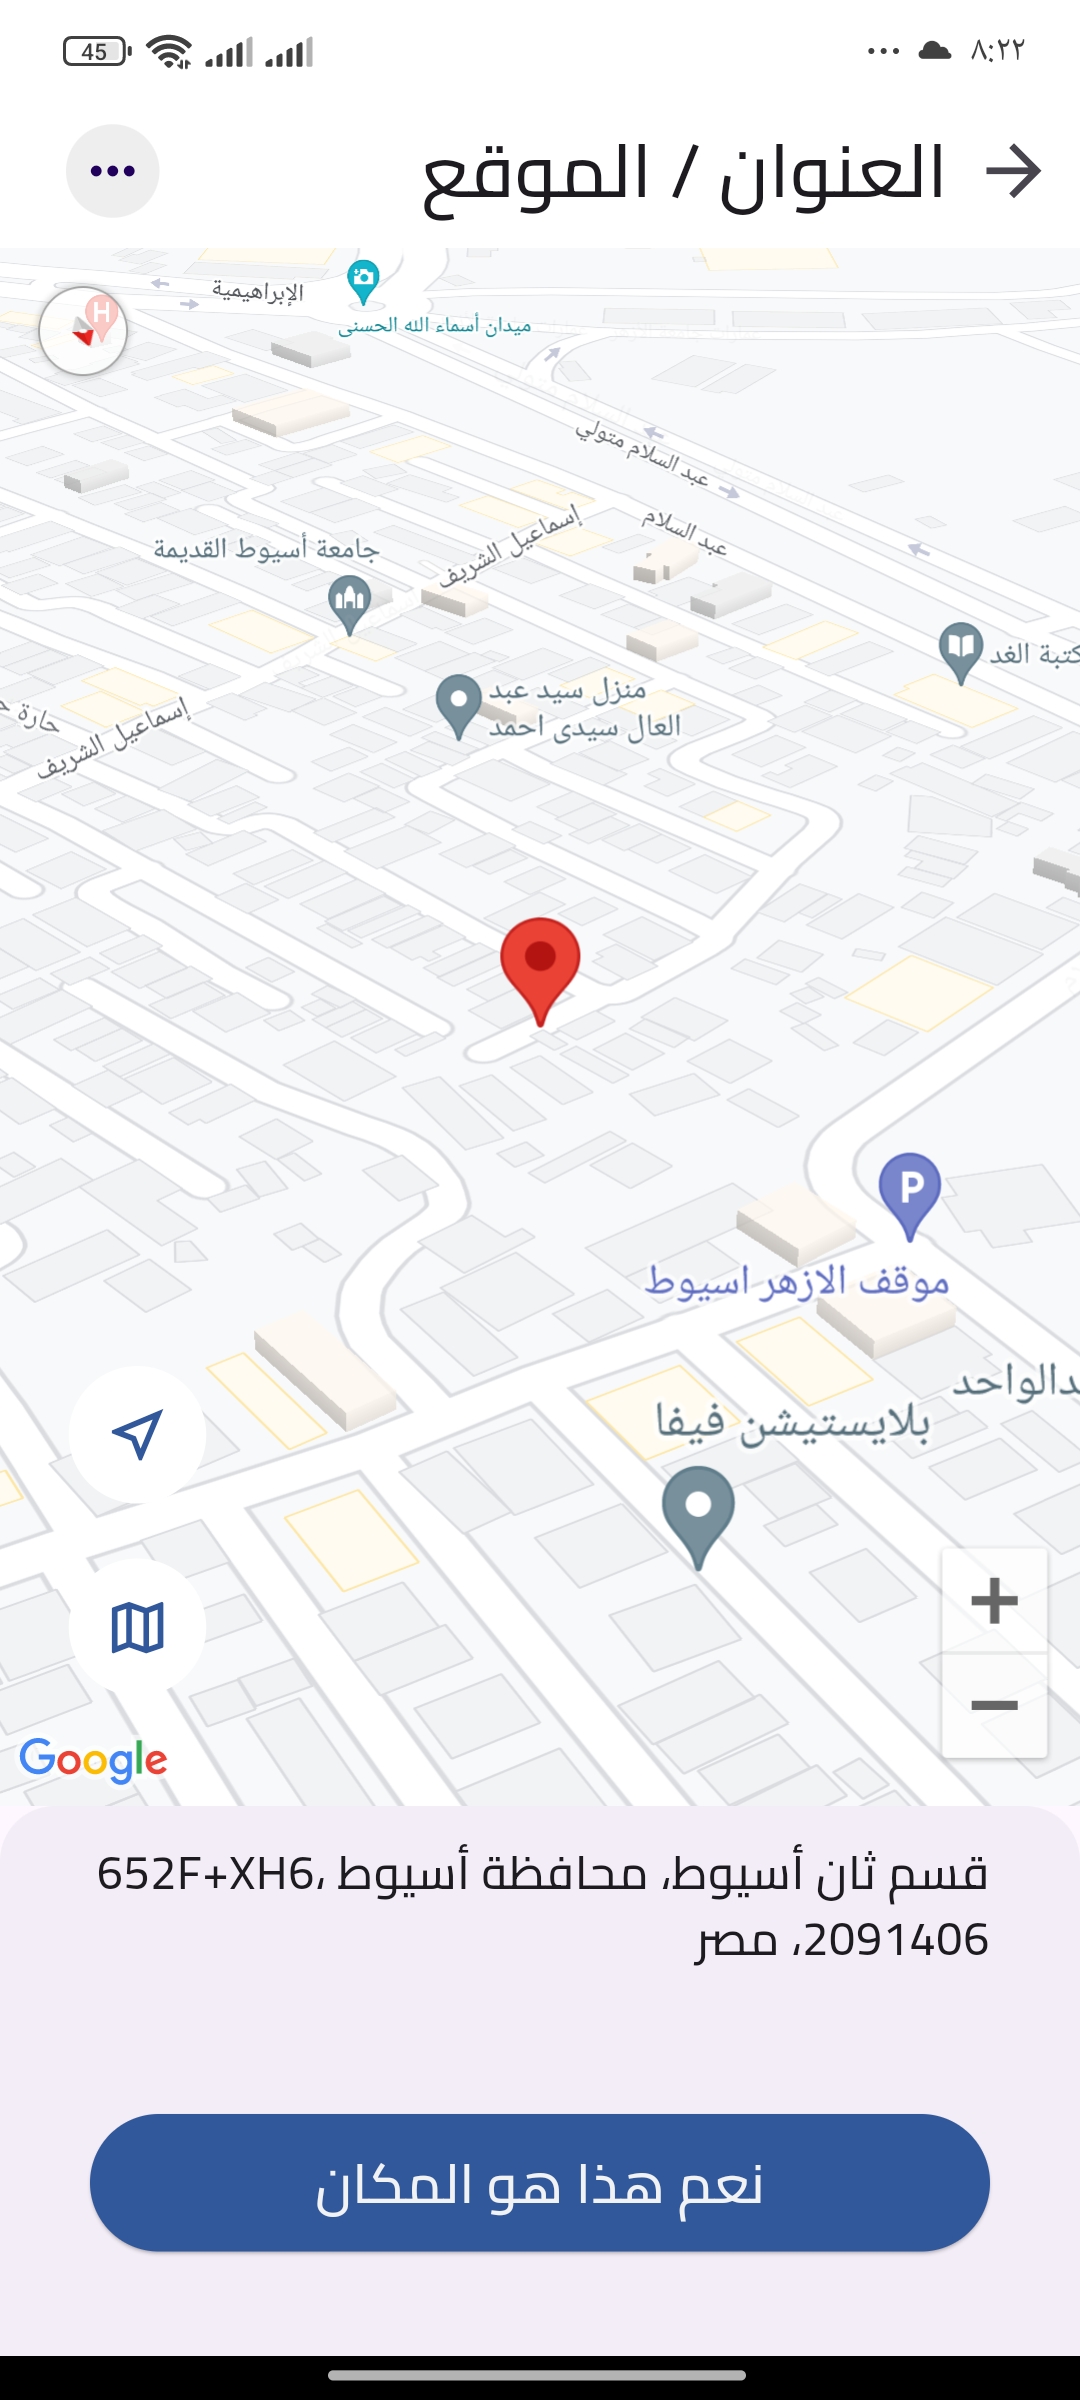 45
٨:٢٢
العنوان / الموقع
الإبراهيمية
H
ميدان أسماء الله الحسنى
عبد السلام متولي
عبد السلام
إسماعيل الشريف
جامعة أسيوط القديمة
كتبة الغد
منزل سيد عبد
العال سيدى احمد
حارة
إسماعيل الشريف
P
موقف الازهر اسيوط
دالواحد
بلايستيشن فيفا
+
−
Google
652F+XH6، قسم ثان أسيوط، محافظة أسيوط
2091406، مصر
نعم هذا هو المكان